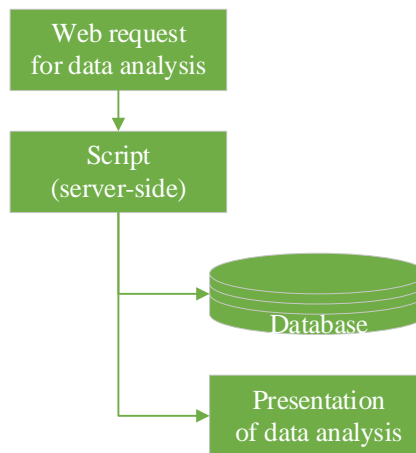 Web request
for data analysis
Script
(server-side)
Database
Presentation
of data analysis